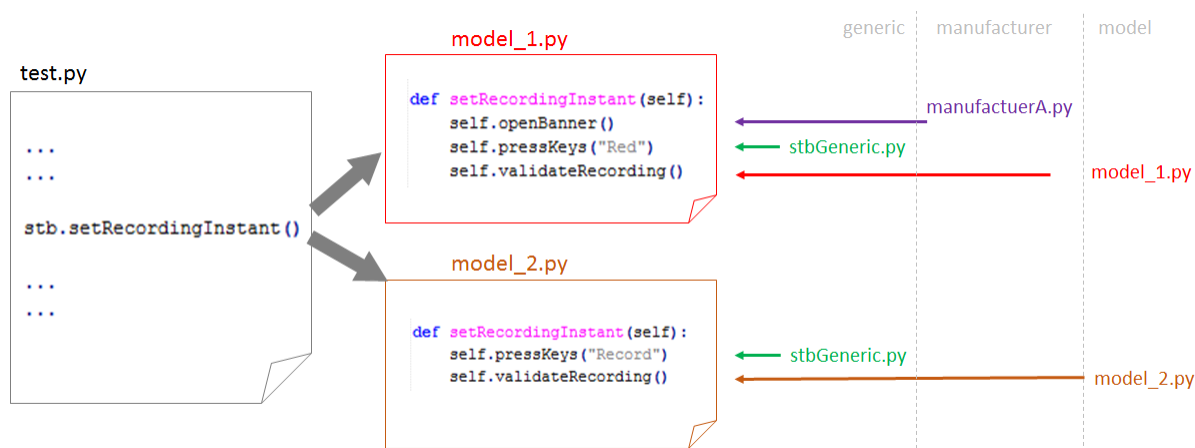 generic manufacturer model
model_1.py
test.py
def setRecordingInstant(self):
self.openBanner()
self.pressKeys("Red")
self.validateRecording()
manufactuerA.py
stbGeneric.py
model_1.py
...
...
stb.setRecordingInstant()
...
...
model_2.py
def setRecordingInstant(self):
self.pressKeys("Record")
self.validateRecording()
stbGeneric.py
model_2.py